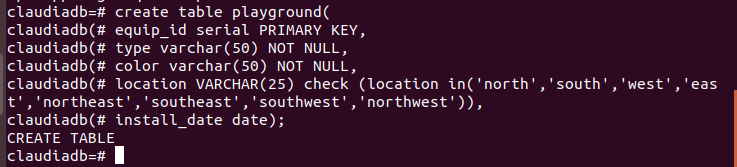 claudiadb=# create table playground(
claudiadb(# equip_id serial PRIMARY KEY,
claudiadb(# type varchar(50) NOT NULL,
claudiadb(# color varchar(50) NOT NULL,
claudiadb(# location VARCHAR(25) check (location in('north','south','west','eas
t','northeast','southeast','southwest','northwest')),
claudiadb(# install_date date);
CREATE TABLE
claudiadb=#